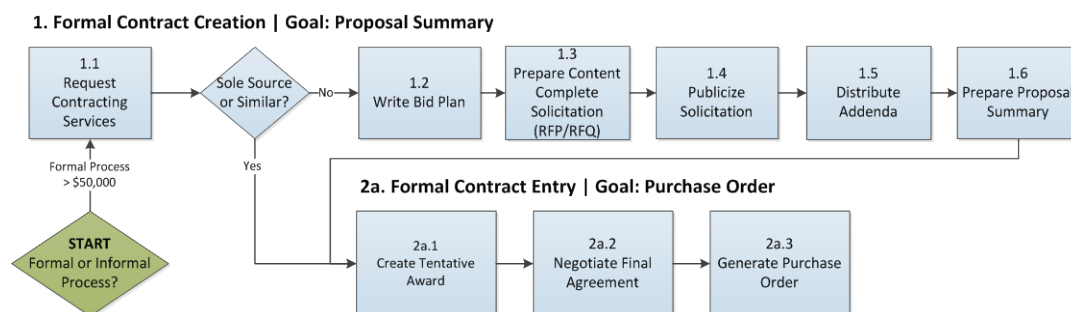 1. Formal Contract Creation | Goal: Proposal Summary
1.1
Request
Contracting
Services
Sole Source
or Similar?
No
1.2
Write Bid Plan
1.3
Prepare Content
Complete
Solicitation
(RFP/RFQ)
1.4
Publicize
Solicitation
1.5
Distribute
Addenda
1.6
Prepare Proposal
Summary
Yes
Formal Process
> $50,000
START
Formal or Informal
Process?
2a. Formal Contract Entry | Goal: Purchase Order
2a.1
Create Tentative
Award
2a.2
Negotiate Final
Agreement
2a.3
Generate Purchase
Order